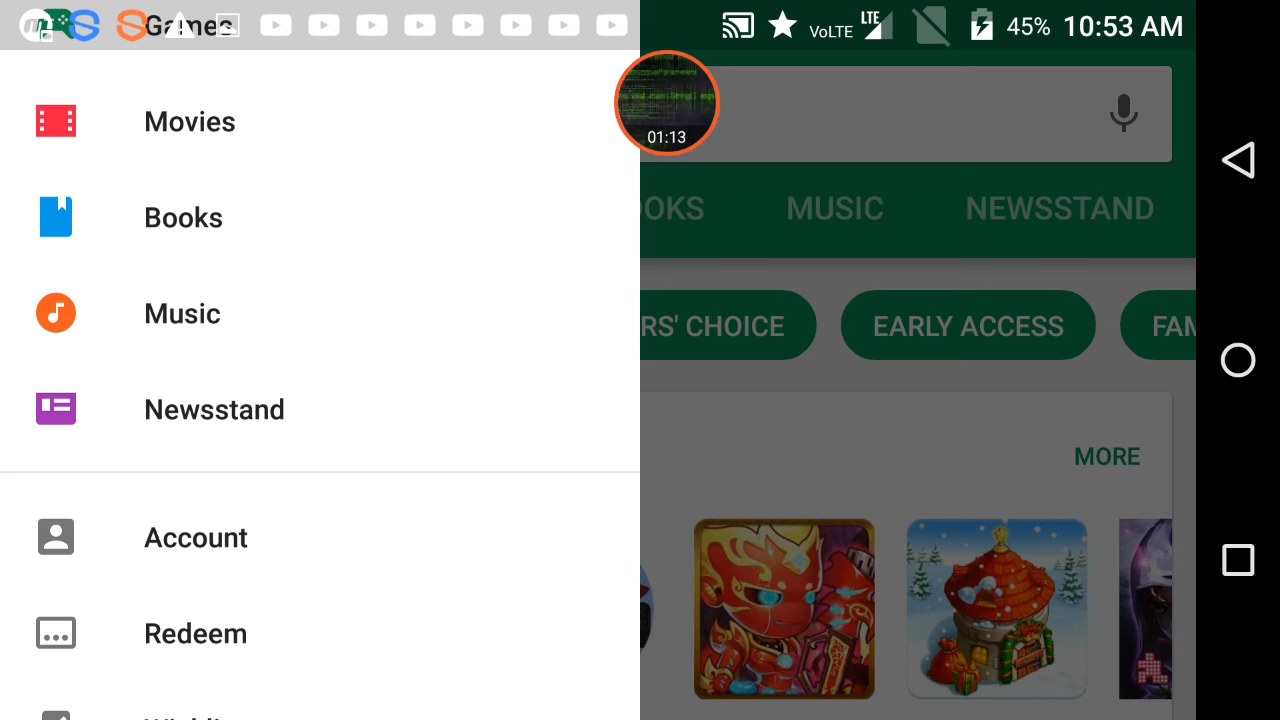 Games
VoLTE LTE 45% 10:53 AM
Movies
Books
Music
Newsstand
Account
Redeem
01:13
MUSIC NEWSSTAND
RS' CHOICE EARLY ACCESS FAM
MORE